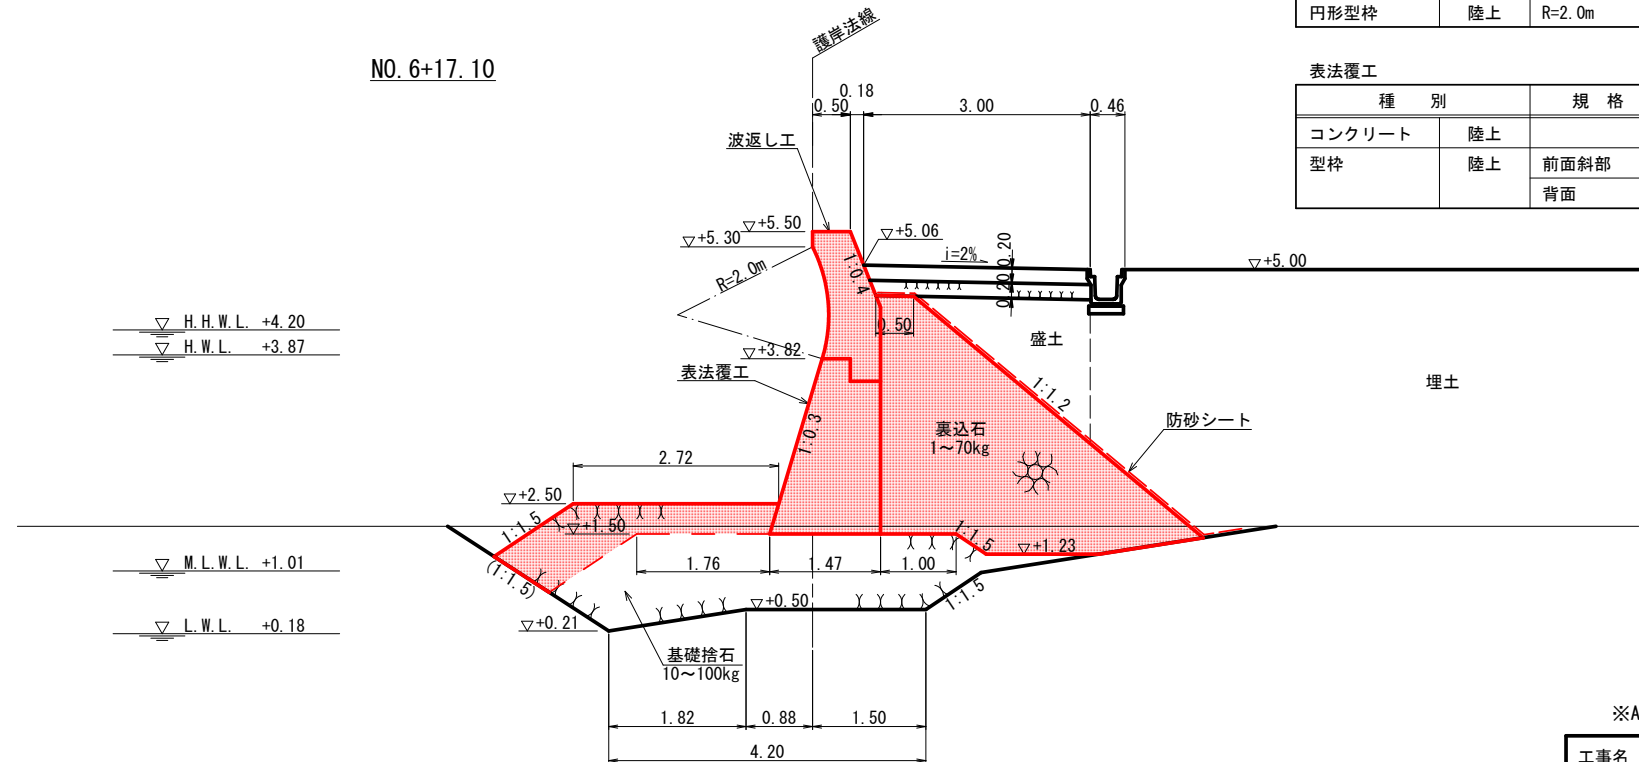 円形型枠 陸上 R=2.0m
護岸法線
NO.6+17.10
表法覆工
種 別 規 格
コンクリート 陸上
型枠 陸上 前面斜部
背面
0.18
0.50 3.00 0.46
波返し工
▽+5.50
▽+5.30
▽+5.06
i=2%
0.20
0.20
▽+5.00
R=2.0m
1:0.4
0.50
▽ H.H.W.L. +4.20
▽ H.W.L. +3.87
盛土
▽+3.82
表法覆工
1:0.3
1:1.2
埋土
防砂シート
裏込石
1~70kg
2.72
▽+2.50
1:1.5
▽+1.50
1:1.5
▽+1.23
(1:1.5)
1.76 1.47 1.00
▽ M.L.W.L. +1.01
1:1.5
▽+0.50
▽+0.21
▽ L.W.L. +0.18
基礎捨石
10~100kg
1.82 0.88 1.50
4.20
※A
工事名